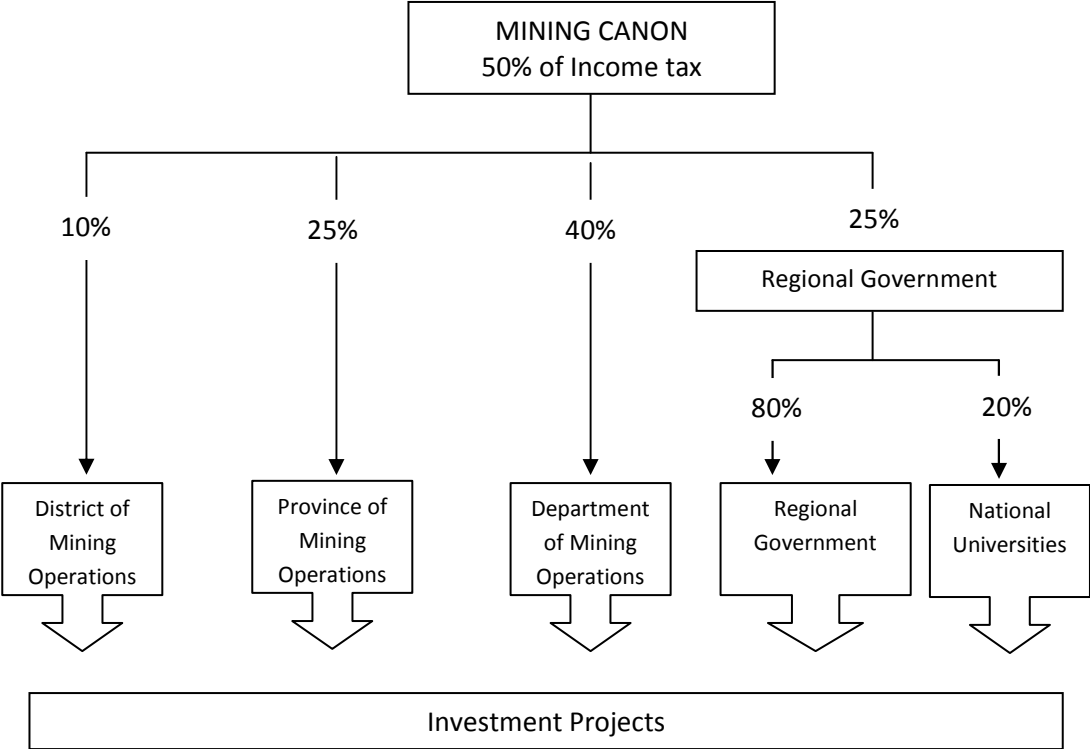 MINING CANON
50% of Income tax
10%
25%
40%
25%
Regional Government
80%
20%
District of
Mining
Operations
Province of
Mining
Operations
Department
of Mining
Operations
Regional
Government
National
Universities
Investment Projects